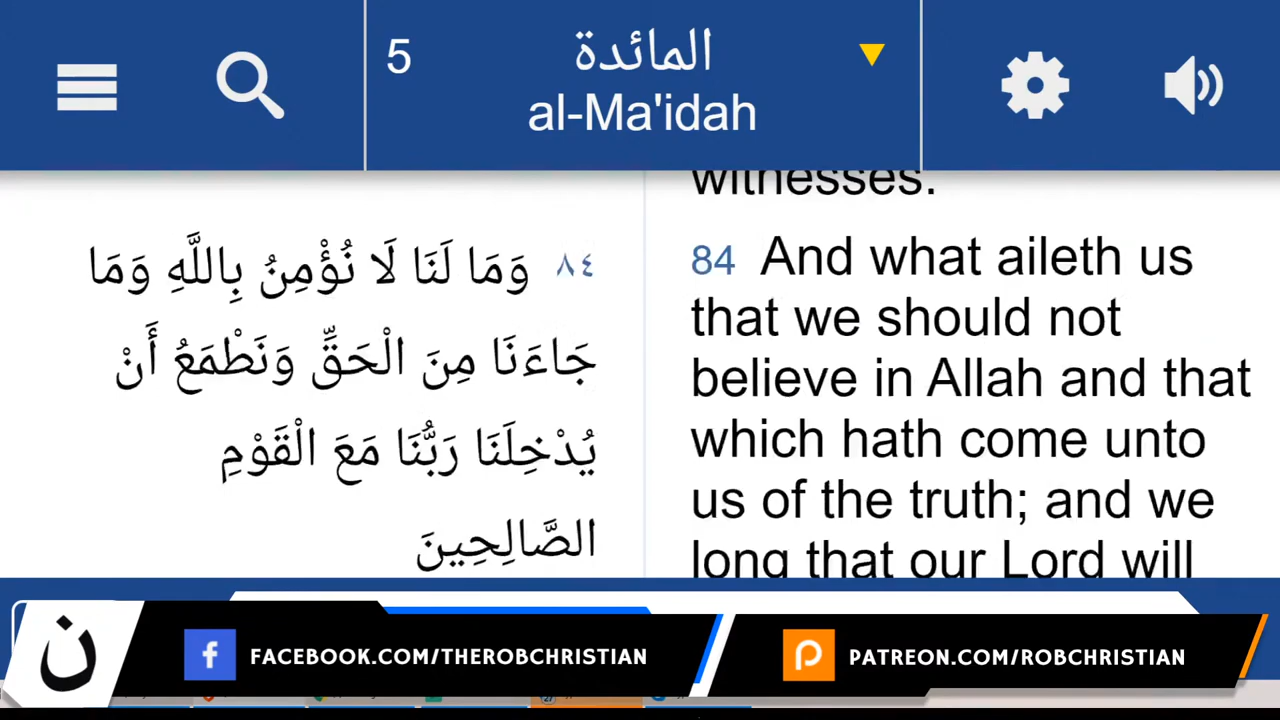 5
المائدة
al-Ma'idah
witnesses.
٨٤ وَمَا لَنَا لَا نُؤْمِنُ بِاللَّهِ وَمَا
جَاءَنَا مِنَ الْحَقِّ وَنَطْمَعُ أَنْ
يُدْخِلَنَا رَبُّنَا مَعَ الْقَوْمِ
الصَّالِحِينَ
84 And what aileth us
that we should not
believe in Allah and that
which hath come unto
us of the truth; and we
long that our Lord will
ن
FACEBOOK.COM/THEROBCHRISTIAN
PATREON.COM/ROBCHRISTIAN